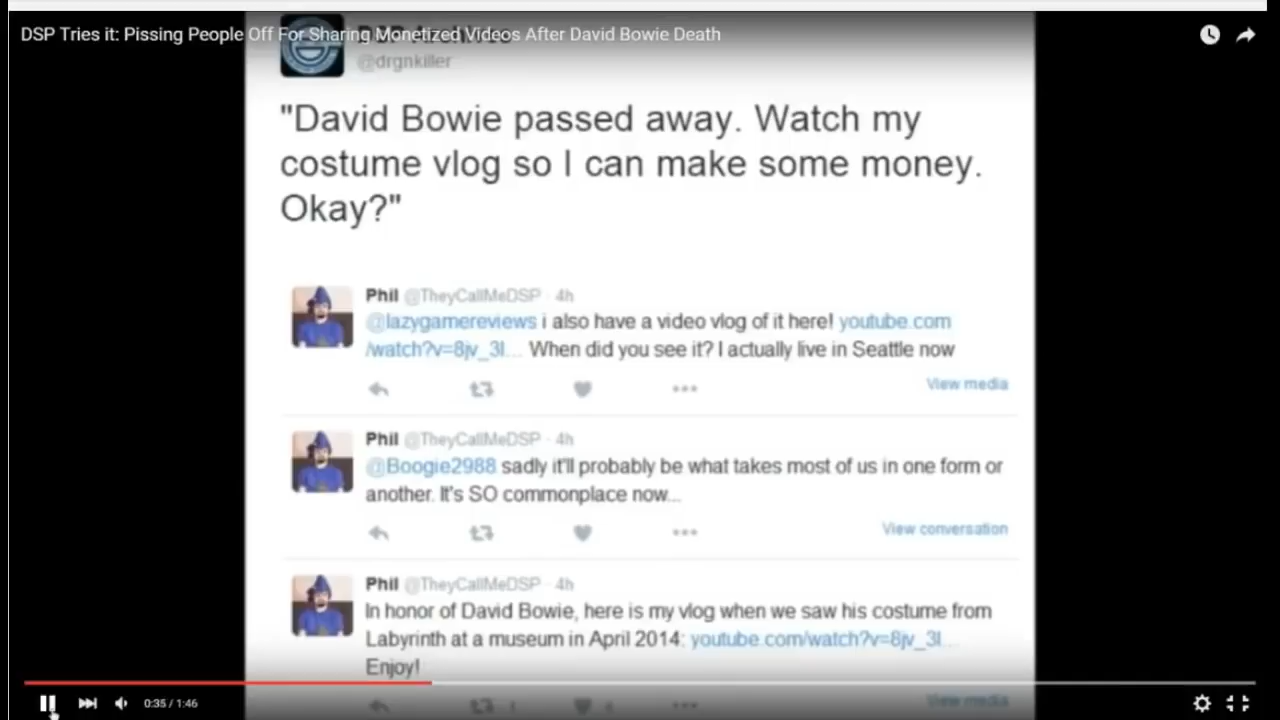 DSP Tries it: Pissing People Off For Sharing Monetized Videos After David Bowie Death
DSP Archives
@drgnkiller
"David Bowie passed away. Watch my
costume vlog so I can make some money.
Okay?"
Phil @TheyCallMeDSP · 4h
@lazygamereviews i also have a video vlog of it here! youtube.com
/watch?v=8jv_3l... When did you see it? I actually live in Seattle now
View media
Phil @TheyCallMeDSP · 4h
@Boogie2988 sadly it'll probably be what takes most of us in one form or
another. It's SO commonplace now...
View conversation
Phil @TheyCallMeDSP · 4h
In honor of David Bowie, here is my vlog when we saw his costume from
Labyrinth at a museum in April 2014: youtube.com/watch?v=8jv_3l...
Enjoy!
View media
0:35 / 1:46